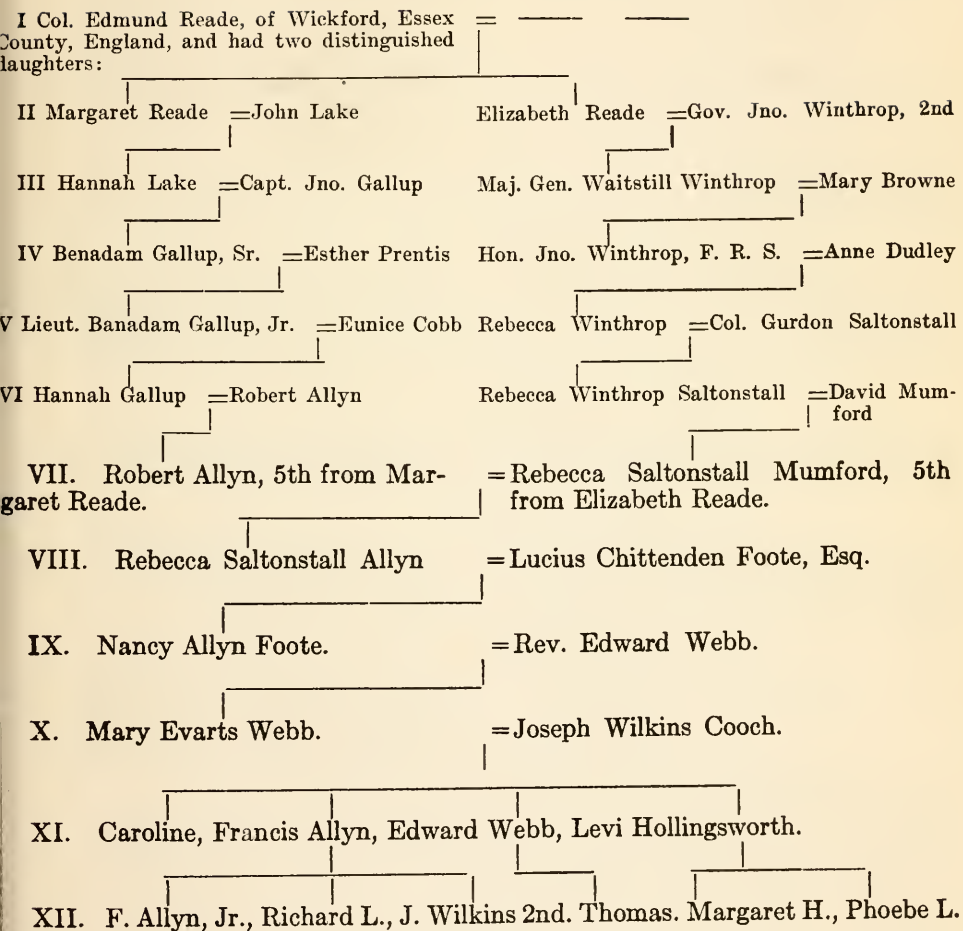 I Col. Edmund Reade, of Wickford, Essex =
County, England, and had two distinguished
daughters:
II Margaret Reade =John Lake Elizabeth Reade =Gov. Jno. Winthrop, 2nd
III Hannah Lake =Capt. Jno. Gallup Maj. Gen. Waitstill Winthrop =Mary Browne
IV Benadam Gallup, Sr. =Esther Prentis Hon. Jno. Winthrop, F. R. S. =Anne Dudley
V Lieut. Banadam Gallup, Jr. =Eunice Cobb Rebecca Winthrop =Col. Gurdon Saltonstall
VI Hannah Gallup =Robert Allyn Rebecca Winthrop Saltonstall =David Mum-
ford
VII. Robert Allyn, 5th from Mar- =Rebecca Saltonstall Mumford, 5th
garet Reade. from Elizabeth Reade.
VIII. Rebecca Saltonstall Allyn =Lucius Chittenden Foote, Esq.
IX. Nancy Allyn Foote. =Rev. Edward Webb.
X. Mary Evarts Webb. =Joseph Wilkins Cooch.
XI. Caroline, Francis Allyn, Edward Webb, Levi Hollingsworth.
XII. F. Allyn, Jr., Richard L., J. Wilkins 2nd. Thomas. Margaret H., Phoebe L.